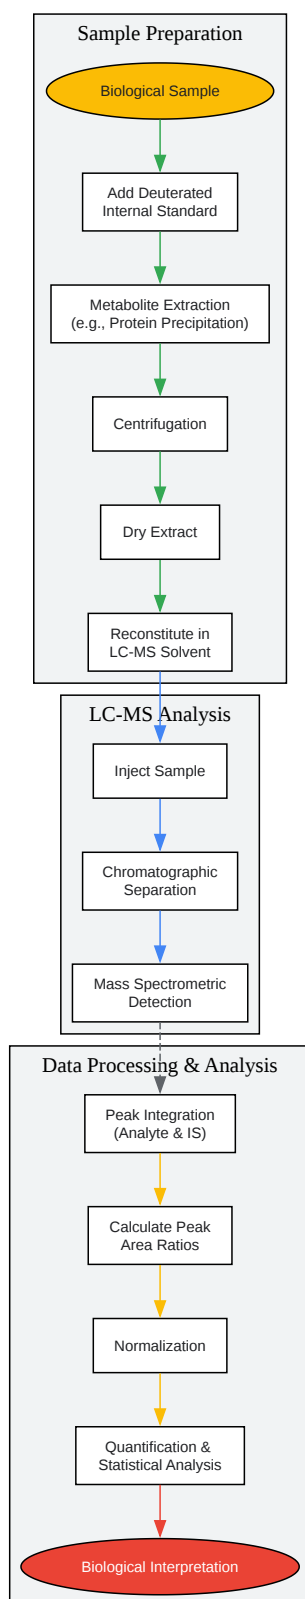 Sample Preparation
Biological Sample
Add Deuterated
Internal Standard
Metabolite Extraction
(e.g., Protein Precipitation)
Centrifugation
Dry Extract
Reconstitute in
LC-MS Solvent
LC-MS Analysis
Inject Sample
Chromatographic
Separation
Mass Spectrometric
Detection
Data Processing & Analysis
Peak Integration
(Analyte & IS)
Calculate Peak
Area Ratios
Normalization
Quantification &
Statistical Analysis
Biological Interpretation